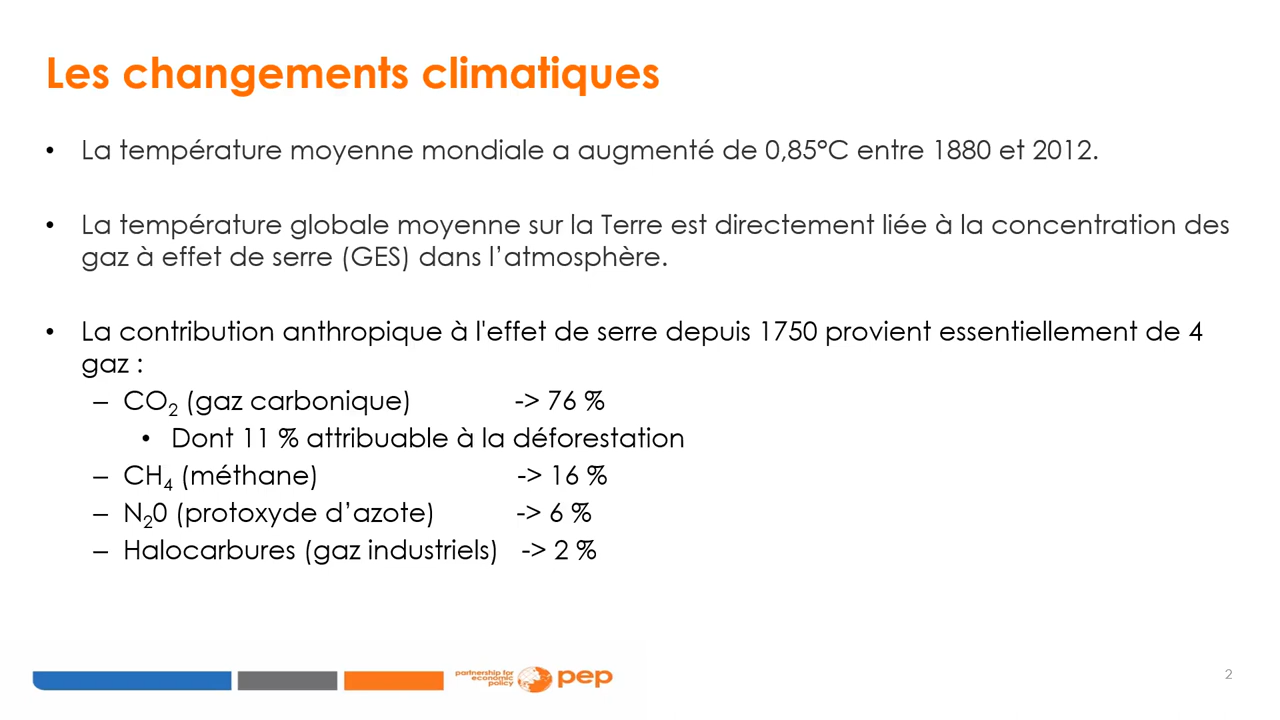 Les changements climatiques
• La température moyenne mondiale a augmenté de 0,85°C entre 1880 et 2012.
• La température globale moyenne sur la Terre est directement liée à la concentration des
gaz à effet de serre (GES) dans l’atmosphère.
• La contribution anthropique à l'effet de serre depuis 1750 provient essentiellement de 4
gaz :
– CO₂ (gaz carbonique) -> 76 %
• Dont 11 % attribuable à la déforestation
– CH₄ (méthane) -> 16 %
– N₂0 (protoxyde d’azote) -> 6 %
– Halocarbures (gaz industriels) -> 2 %
partnership for
economic
policy
pep
2